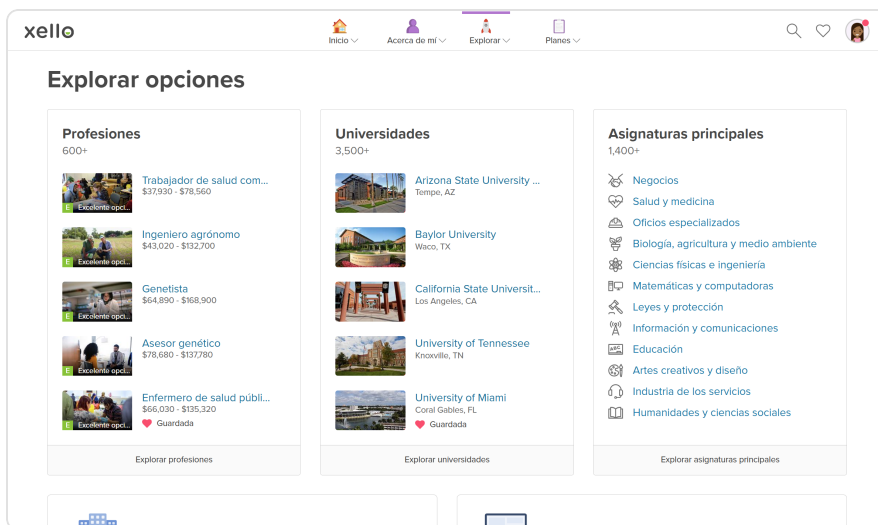 xello
Inicio
Acerca de mí
Explorar
Planes
Explorar opciones
Profesiones
600+
Trabajador de salud com...
$37,930 - $78,560
E Excelente opci...
Ingeniero agrónomo
$43,020 - $132,700
E Excelente opci...
Genetista
$64,890 - $168,900
E Excelente opci...
Asesor genético
$78,680 - $137,780
E Excelente opci...
Enfermero de salud públi...
$66,030 - $135,320
E Excelente opci...
Guardada
Explorar profesiones
Universidades
3,500+
Arizona State University ...
Tempe, AZ
Baylor University
Waco, TX
California State Universit...
Los Angeles, CA
University of Tennessee
Knoxville, TN
University of Miami
Coral Gables, FL
Guardada
Explorar universidades
Asignaturas principales
1,400+
Negocios
Salud y medicina
Oficios especializados
Biología, agricultura y medio ambiente
Ciencias físicas e ingeniería
Matemáticas y computadoras
Leyes y protección
Información y comunicaciones
ABC
Educación
Artes creativos y diseño
Industria de los servicios
Humanidades y ciencias sociales
Explorar asignaturas principales